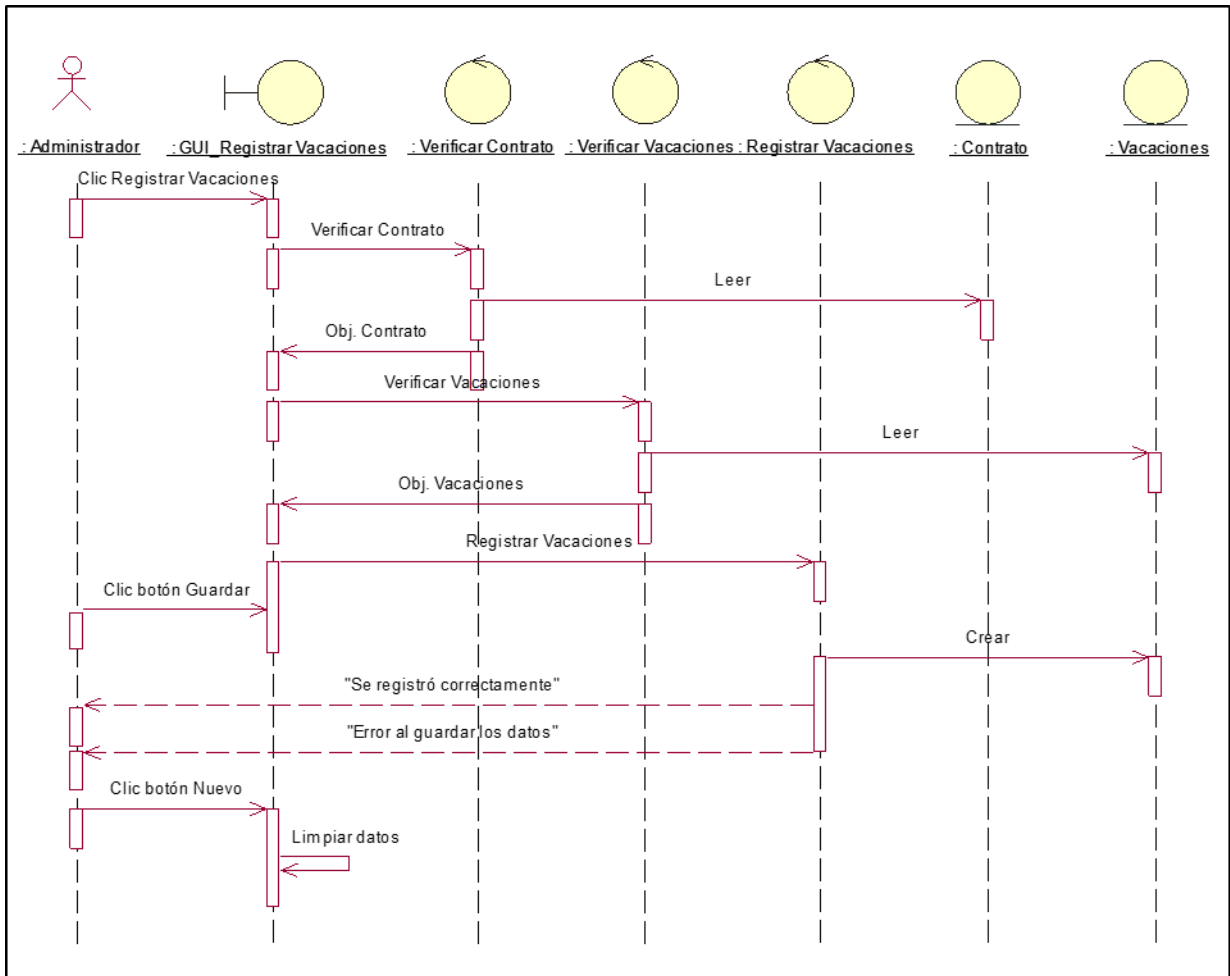 : Administrador
: GUI_Registrar Vacaciones
: Verificar Contrato
: Verificar Vacaciones
: Registrar Vacaciones
: Contrato
: Vacaciones
Clic Registrar Vacaciones
Verificar Contrato
Leer
Obj. Contrato
Verificar Vacaciones
Leer
Obj. Vacaciones
Registrar Vacaciones
Clic botón Guardar
Crear
"Se registró correctamente"
"Error al guardar los datos"
Clic botón Nuevo
Limpiar datos